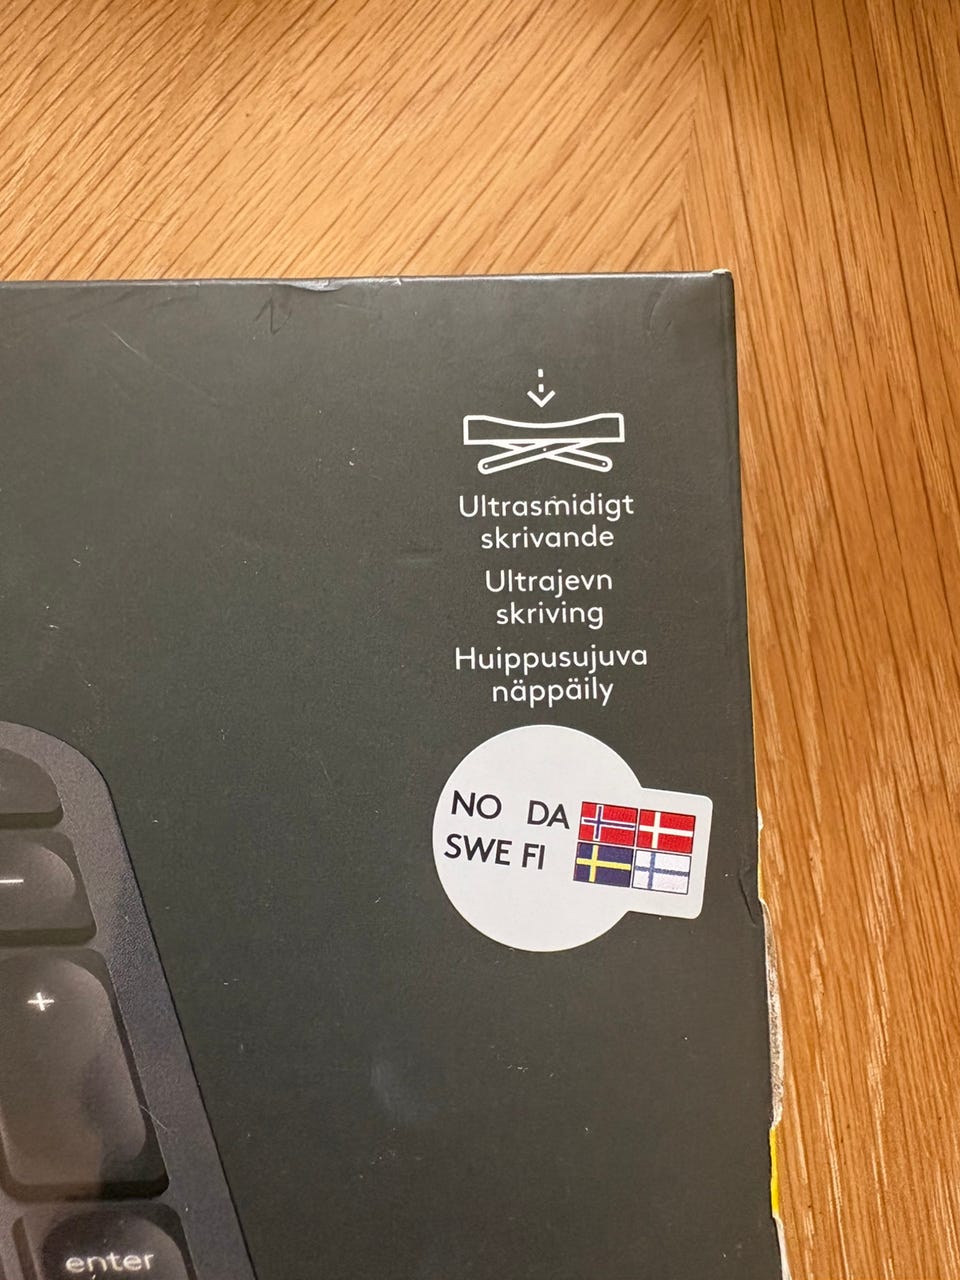 Ultrasmidigt
skrivande
Ultrajevn
skriving
Huippusujuva
näppäily
NO DA
SWE FI
+
enter